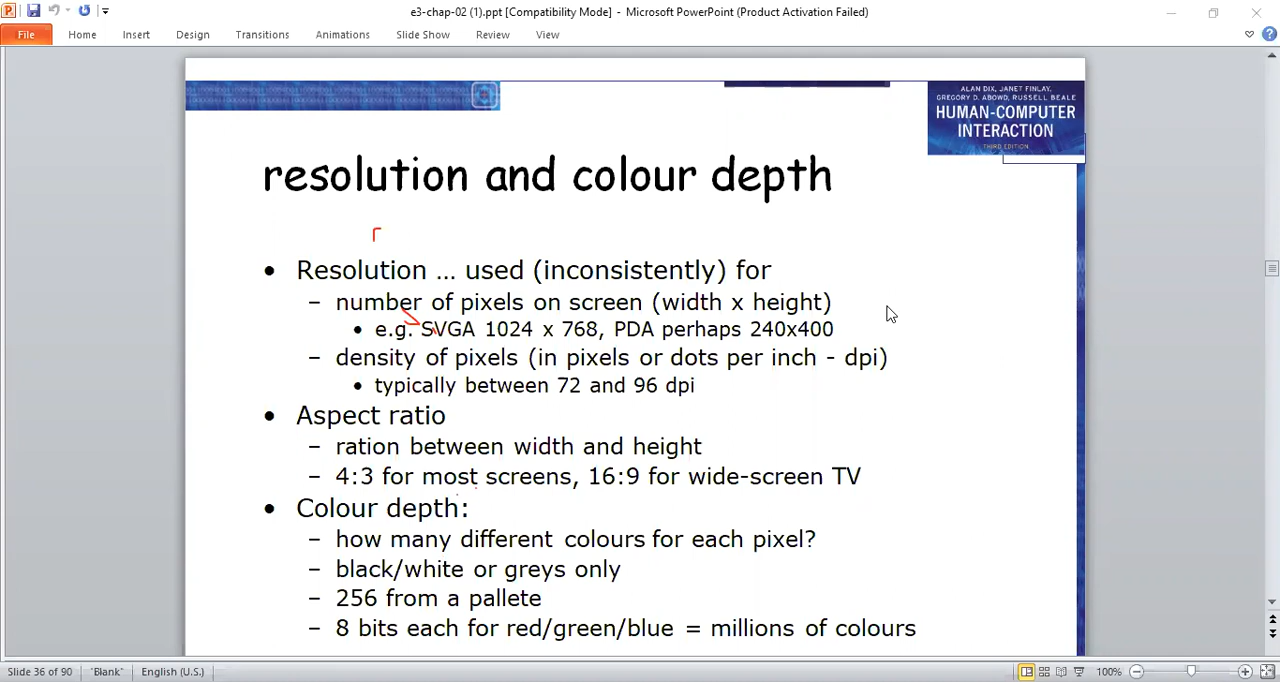 e3-chap-02 (1).ppt [Compatibility Mode] - Microsoft PowerPoint (Product Activation Failed)
File Home Insert Design Transitions Animations Slide Show Review View
ALAN DIX, JANET FINLAY,
GREGORY D. ABOWD, RUSSELL BEALE
HUMAN-COMPUTER
INTERACTION
THIRD EDITION
resolution and colour depth
• Resolution … used (inconsistently) for
– number of pixels on screen (width x height)
• e.g. SVGA 1024 x 768, PDA perhaps 240x400
– density of pixels (in pixels or dots per inch - dpi)
• typically between 72 and 96 dpi
• Aspect ratio
– ration between width and height
– 4:3 for most screens, 16:9 for wide-screen TV
• Colour depth:
– how many different colours for each pixel?
– black/white or greys only
– 256 from a pallete
– 8 bits each for red/green/blue = millions of colours
Slide 36 of 90 "Blank" English (U.S.) 100%